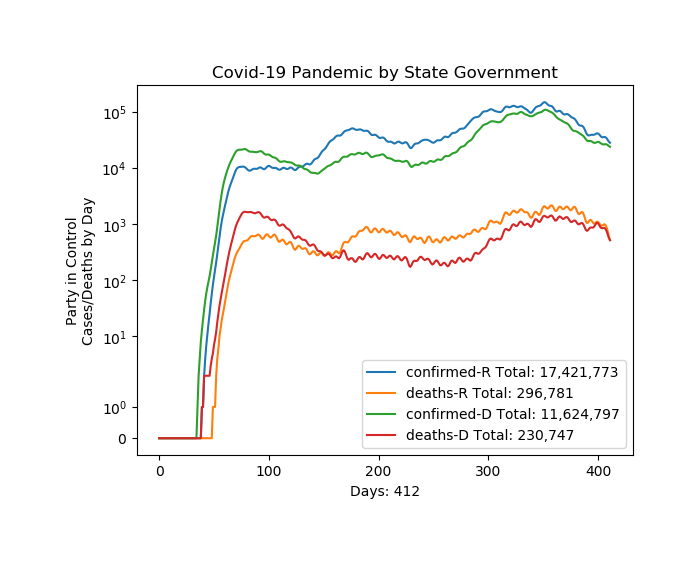 Covid-19 Pandemic by State Government
Party in Control
Cases/Deaths by Day
10^5
10^4
10^3
10^2
10^1
10^0
0
confirmed-R Total: 17,421,773
deaths-R Total: 296,781
confirmed-D Total: 11,624,797
deaths-D Total: 230,747
0 100 200 300 400
Days: 412